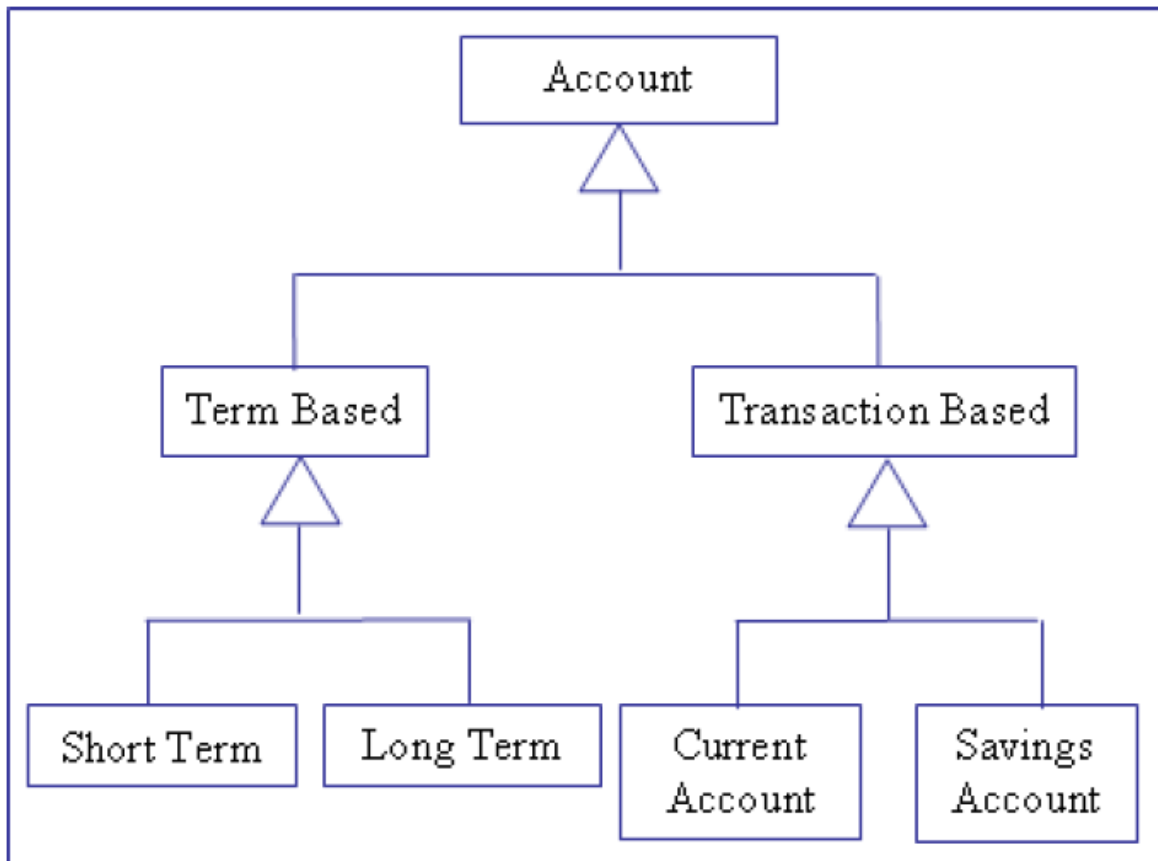 Account
Term Based
Transaction Based
Short Term
Long Term
Current
Account
Savings
Account